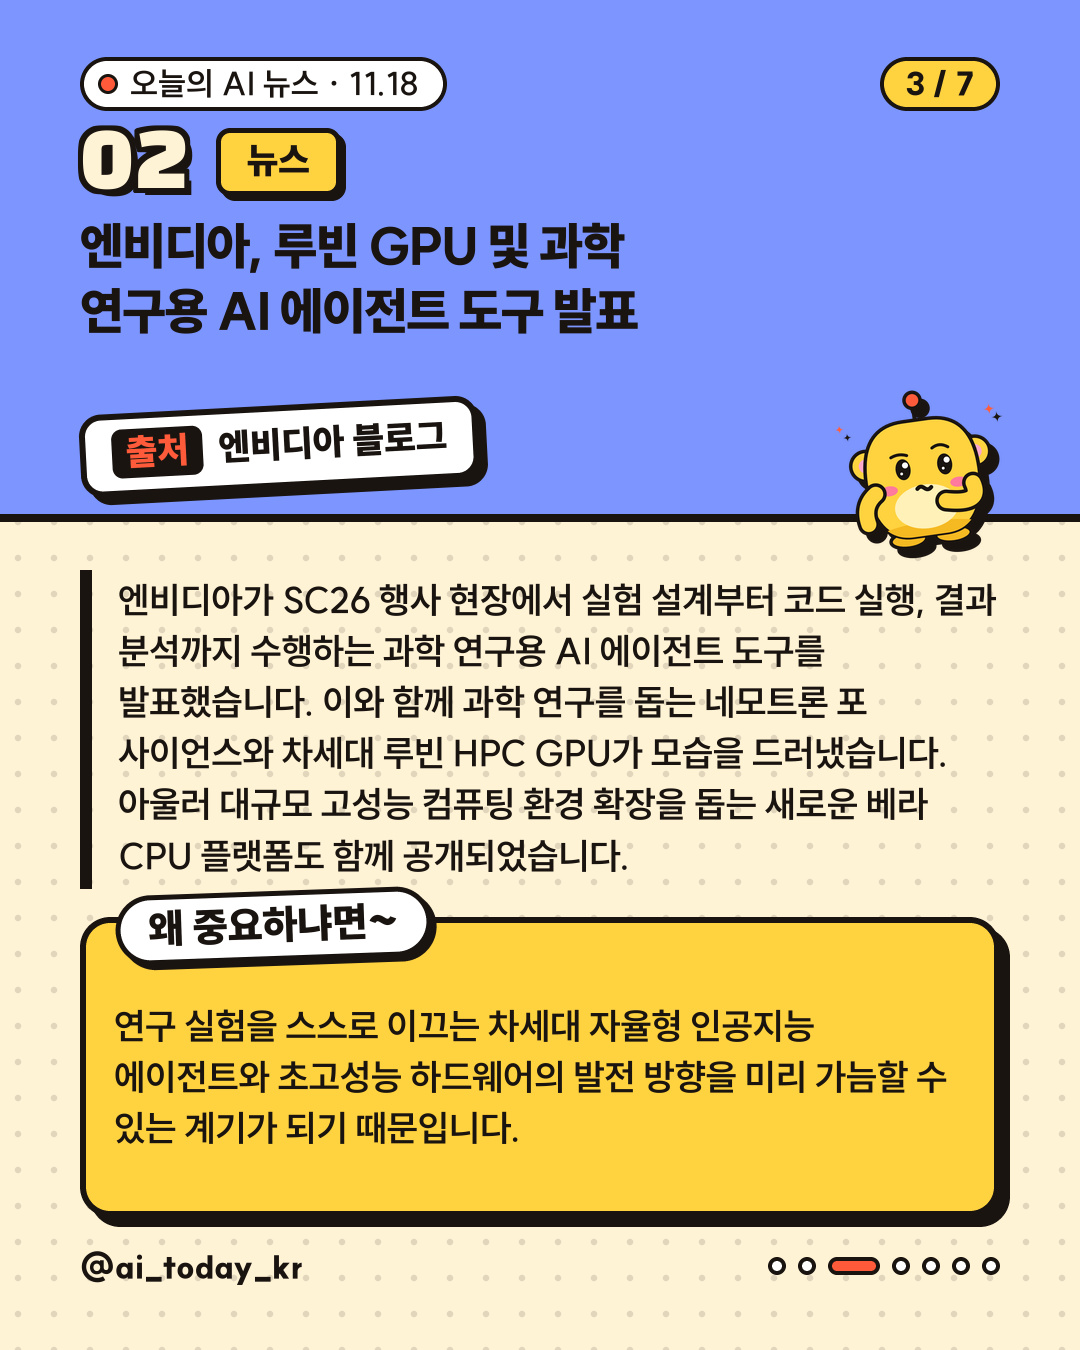 오늘의 AI 뉴스 · 11.18
3 / 7
02
뉴스
엔비디아, 루빈 GPU 및 과학
연구용 AI 에이전트 도구 발표
출처 엔비디아 블로그
엔비디아가 SC26 행사 현장에서 실험 설계부터 코드 실행, 결과
분석까지 수행하는 과학 연구용 AI 에이전트 도구를
발표했습니다. 이와 함께 과학 연구를 돕는 네모트론 포
사이언스와 차세대 루빈 HPC GPU가 모습을 드러냈습니다.
아울러 대규모 고성능 컴퓨팅 환경 확장을 돕는 새로운 베라
CPU 플랫폼도 함께 공개되었습니다.
왜 중요하냐면~
연구 실험을 스스로 이끄는 차세대 자율형 인공지능
에이전트와 초고성능 하드웨어의 발전 방향을 미리 가늠할 수
있는 계기가 되기 때문입니다.
@ai_today_kr